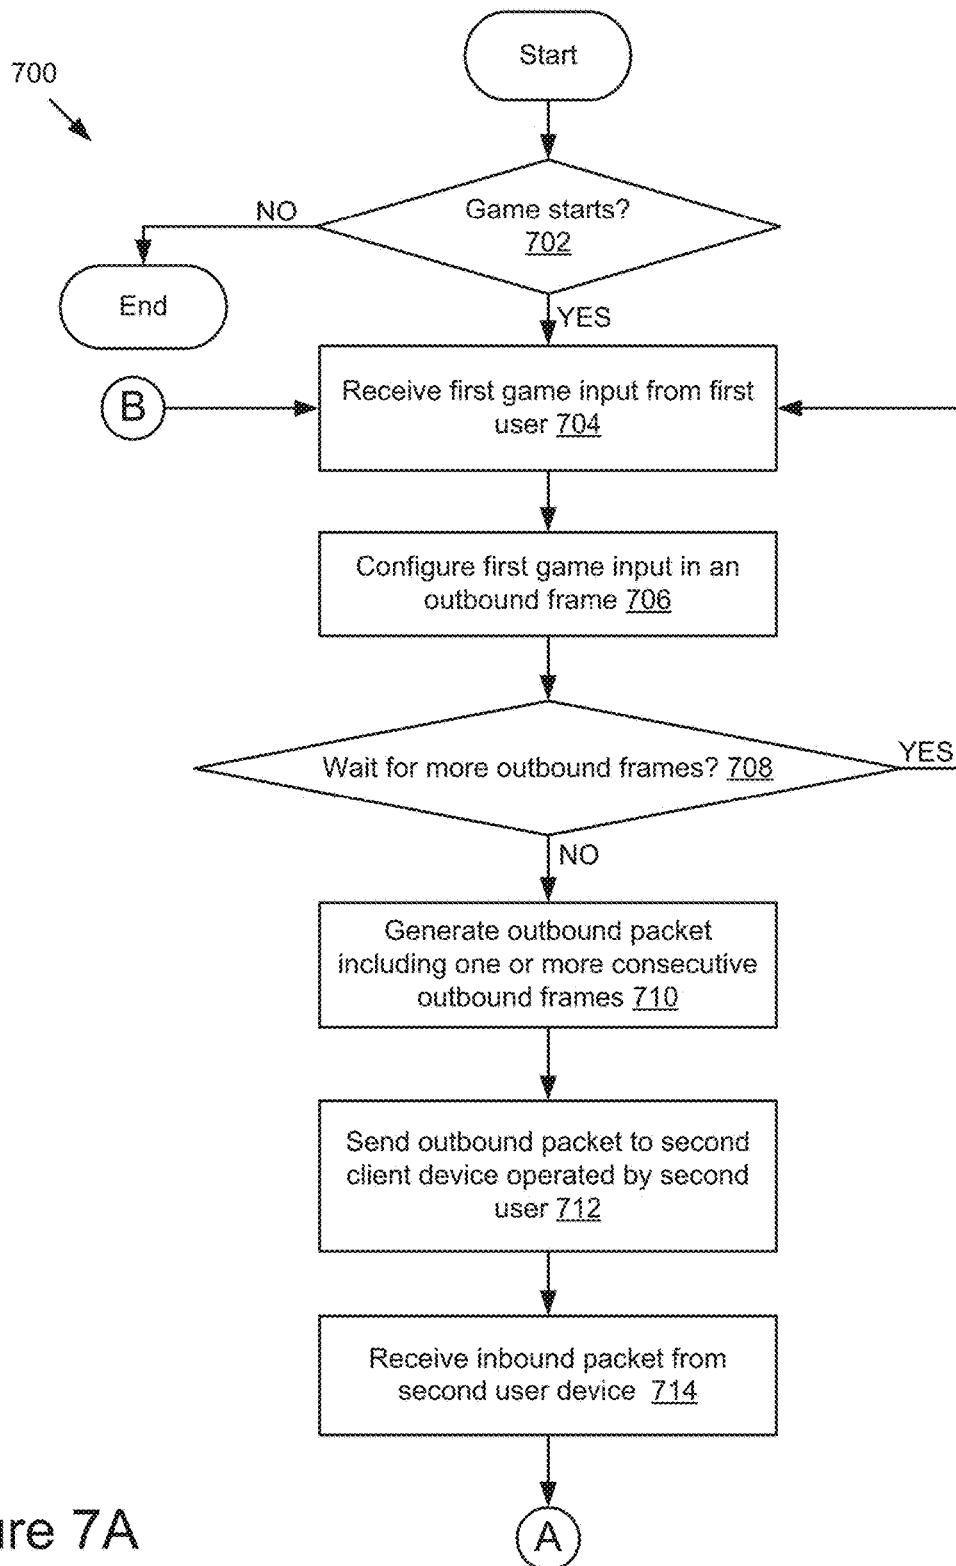 Start
700
Game starts?
702
NO
End
YES
B
Receive first game input from first
user 704
Configure first game input in an
outbound frame 706
Wait for more outbound frames? 708
YES
NO
Generate outbound packet
including one or more consecutive
outbound frames 710
Send outbound packet to second
client device operated by second
user 712
Receive inbound packet from
second user device 714
ure 7A
A